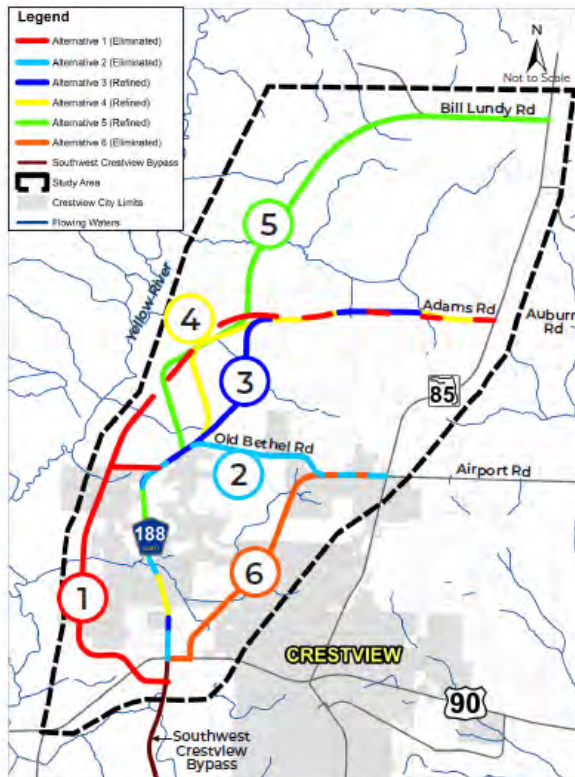 Legend
Alternative 1 (Eliminated)
Alternative 2 (Eliminated)
Alternative 3 (Refined)
Alternative 4 (Refined)
Alternative 5 (Refined)
Alternative 6 (Eliminated)
Southwest Crestview Bypass
Study Area
Crestview City Limits
Flowing Waters
N
Not to Scale
Bill Lundy Rd
5
Yellow River
4
Adams Rd
Auburn
Rd
3
85
Old Bethel Rd
2
Airport Rd
188
6
1
CRESTVIEW
90
Southwest
Crestview
Bypass